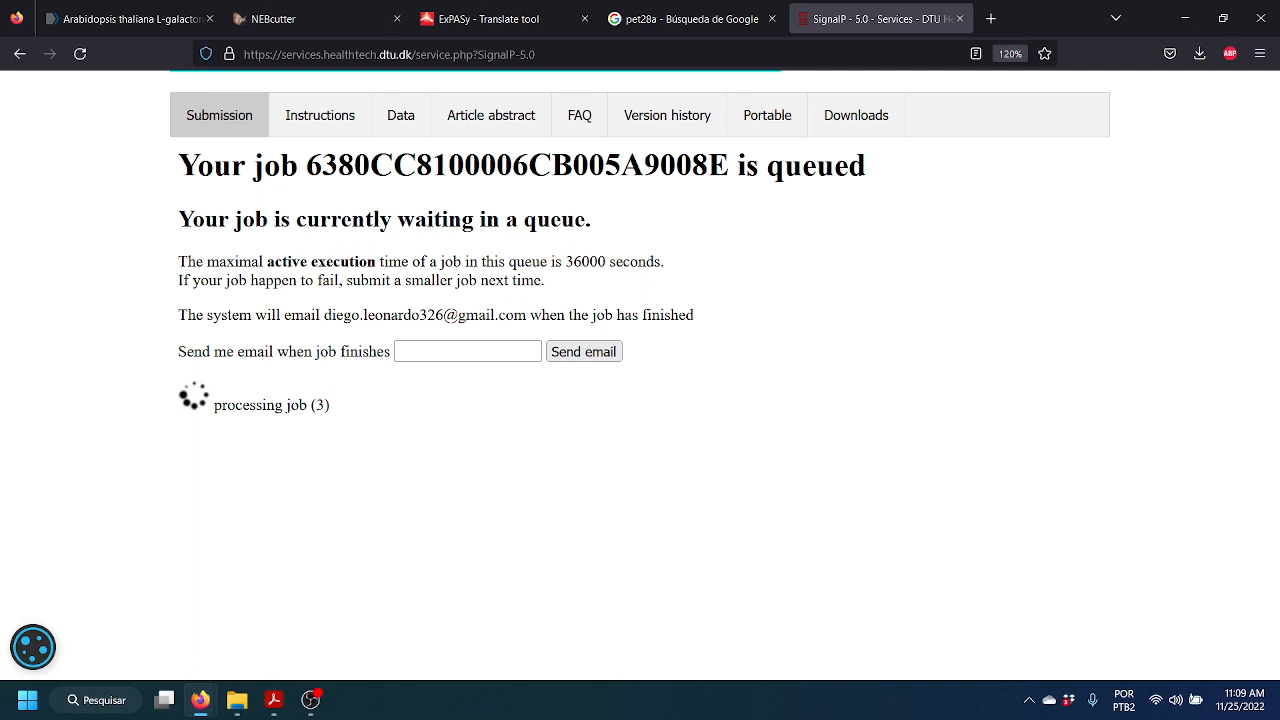 Arabidopsis thaliana L-galactor
NEBcutter
ExPASy - Translate tool
pet28a - Búsqueda de Google
SignalP - 5.0 - Services - DTU He
https://services.healthtech.dtu.dk/service.php?SignalP-5.0
120%
ABP
Submission
Instructions
Data
Article abstract
FAQ
Version history
Portable
Downloads
Your job 6380CC8100006CB005A9008E is queued
Your job is currently waiting in a queue.
The maximal active execution time of a job in this queue is 36000 seconds.
If your job happen to fail, submit a smaller job next time.
The system will email diego.leonardo326@gmail.com when the job has finished
Send me email when job finishes
Send email
processing job (3)
Pesquisar
3
POR
PTB2
11:09 AM
11/25/2022